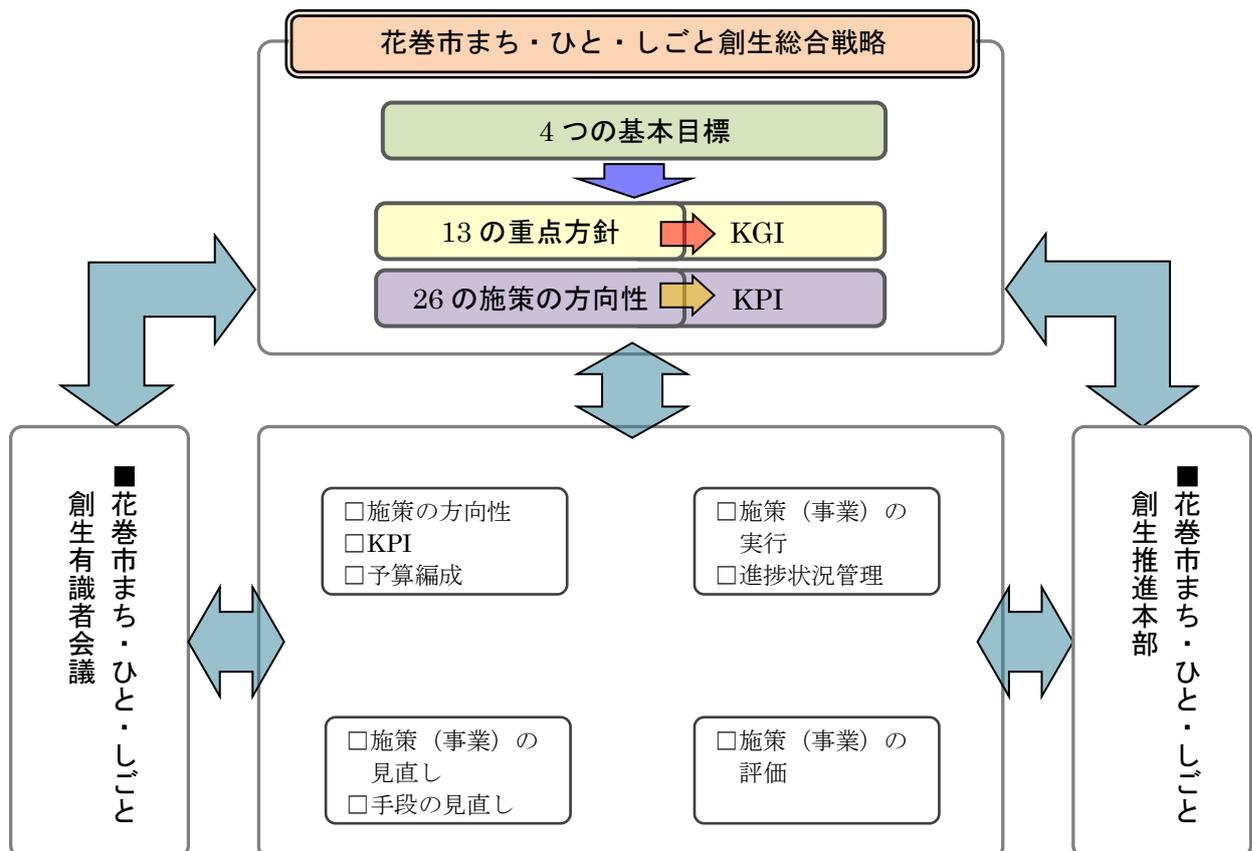 花巻市まち・ひと・しごと創生総合戦略
4 つの基本目標
13 の重点方針
KGI
26 の施策の方向性
KPI
■花巻市まち・ひと・しごと
創生有識者会議
□施策の方向性
□KPI
□予算編成
□施策（事業）の
実行
□進捗状況管理
□施策（事業）の
見直し
□手段の見直し
□施策（事業）の
評価
■花巻市まち・ひと・しごと
創生推進本部